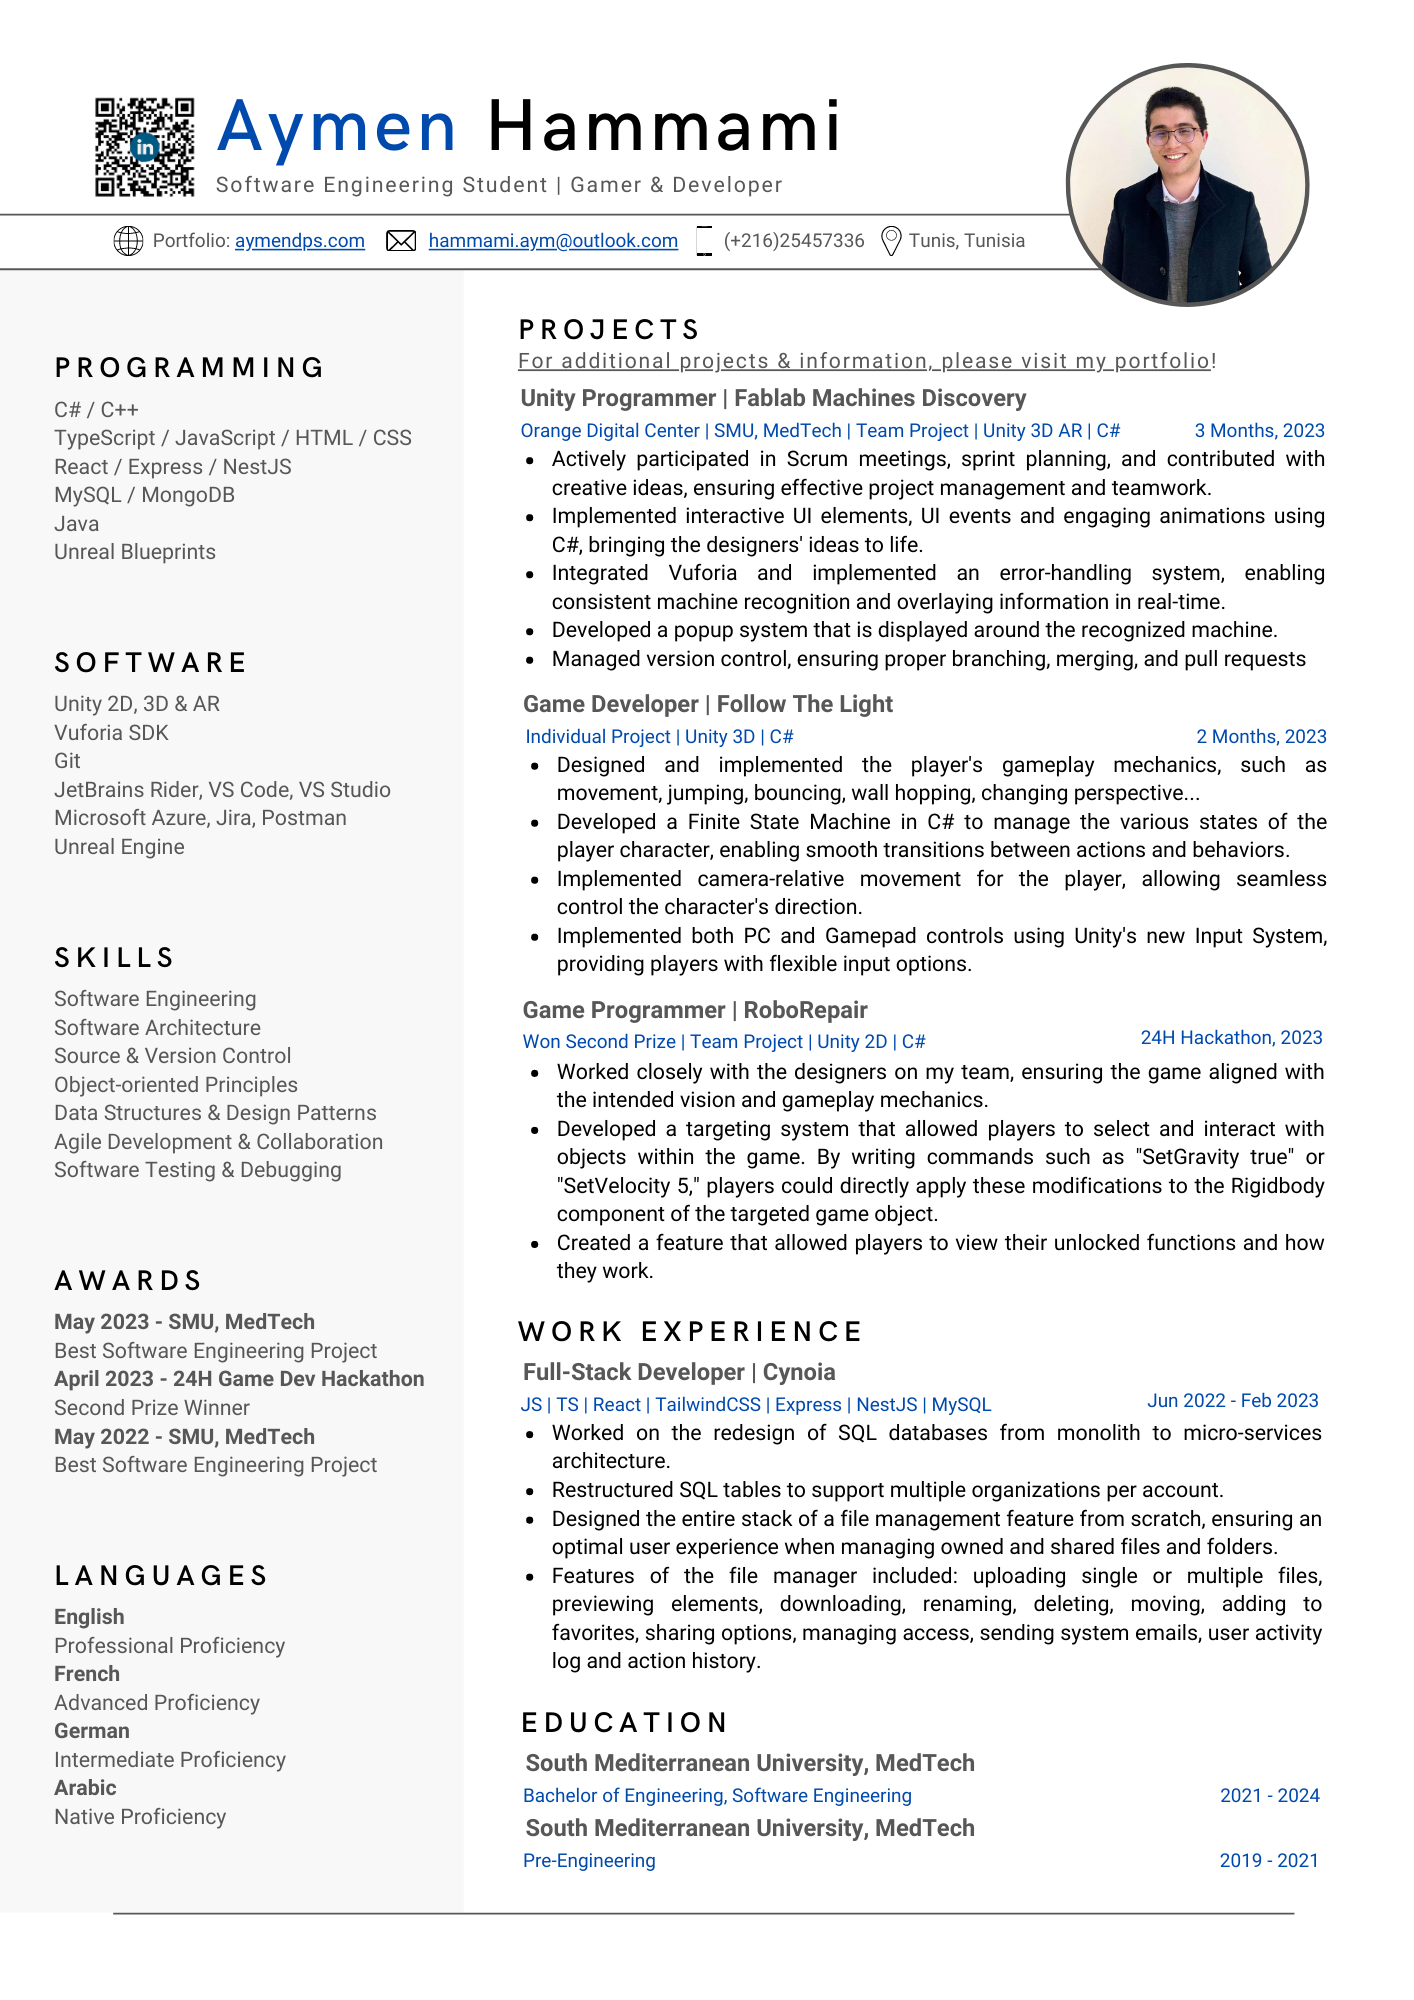 in
Aymen Hammami
Software Engineering Student | Gamer & Developer
Portfolio: aymendps.com hammami.aym@outlook.com (+216)25457336 Tunis, Tunisia
PROGRAMMING
C# / C++
TypeScript / JavaScript / HTML / CSS
React / Express / NestJS
MySQL / MongoDB
Java
Unreal Blueprints
SOFTWARE
Unity 2D, 3D & AR
Vuforia SDK
Git
JetBrains Rider, VS Code, VS Studio
Microsoft Azure, Jira, Postman
Unreal Engine
SKILLS
Software Engineering
Software Architecture
Source & Version Control
Object-oriented Principles
Data Structures & Design Patterns
Agile Development & Collaboration
Software Testing & Debugging
AWARDS
May 2023 - SMU, MedTech
Best Software Engineering Project
April 2023 - 24H Game Dev Hackathon
Second Prize Winner
May 2022 - SMU, MedTech
Best Software Engineering Project
LANGUAGES
English
Professional Proficiency
French
Advanced Proficiency
German
Intermediate Proficiency
Arabic
Native Proficiency
PROJECTS
For additional projects & information, please visit my portfolio!
Unity Programmer | Fablab Machines Discovery
Orange Digital Center | SMU, MedTech | Team Project | Unity 3D AR | C# 3 Months, 2023
• Actively participated in Scrum meetings, sprint planning, and contributed with
creative ideas, ensuring effective project management and teamwork.
• Implemented interactive UI elements, UI events and engaging animations using
C#, bringing the designers' ideas to life.
• Integrated Vuforia and implemented an error-handling system, enabling
consistent machine recognition and overlaying information in real-time.
• Developed a popup system that is displayed around the recognized machine.
• Managed version control, ensuring proper branching, merging, and pull requests
Game Developer | Follow The Light
Individual Project | Unity 3D | C# 2 Months, 2023
• Designed and implemented the player's gameplay mechanics, such as
movement, jumping, bouncing, wall hopping, changing perspective...
• Developed a Finite State Machine in C# to manage the various states of the
player character, enabling smooth transitions between actions and behaviors.
• Implemented camera-relative movement for the player, allowing seamless
control the character's direction.
• Implemented both PC and Gamepad controls using Unity's new Input System,
providing players with flexible input options.
Game Programmer | RoboRepair
Won Second Prize | Team Project | Unity 2D | C# 24H Hackathon, 2023
• Worked closely with the designers on my team, ensuring the game aligned with
the intended vision and gameplay mechanics.
• Developed a targeting system that allowed players to select and interact with
objects within the game. By writing commands such as "SetGravity true" or
"SetVelocity 5," players could directly apply these modifications to the Rigidbody
component of the targeted game object.
• Created a feature that allowed players to view their unlocked functions and how
they work.
WORK EXPERIENCE
Full-Stack Developer | Cynoia
JS | TS | React | TailwindCSS | Express | NestJS | MySQL Jun 2022 - Feb 2023
• Worked on the redesign of SQL databases from monolith to micro-services
architecture.
• Restructured SQL tables to support multiple organizations per account.
• Designed the entire stack of a file management feature from scratch, ensuring an
optimal user experience when managing owned and shared files and folders.
• Features of the file manager included: uploading single or multiple files,
previewing elements, downloading, renaming, deleting, moving, adding to
favorites, sharing options, managing access, sending system emails, user activity
log and action history.
EDUCATION
South Mediterranean University, MedTech
Bachelor of Engineering, Software Engineering 2021 - 2024
South Mediterranean University, MedTech
Pre-Engineering 2019 - 2021